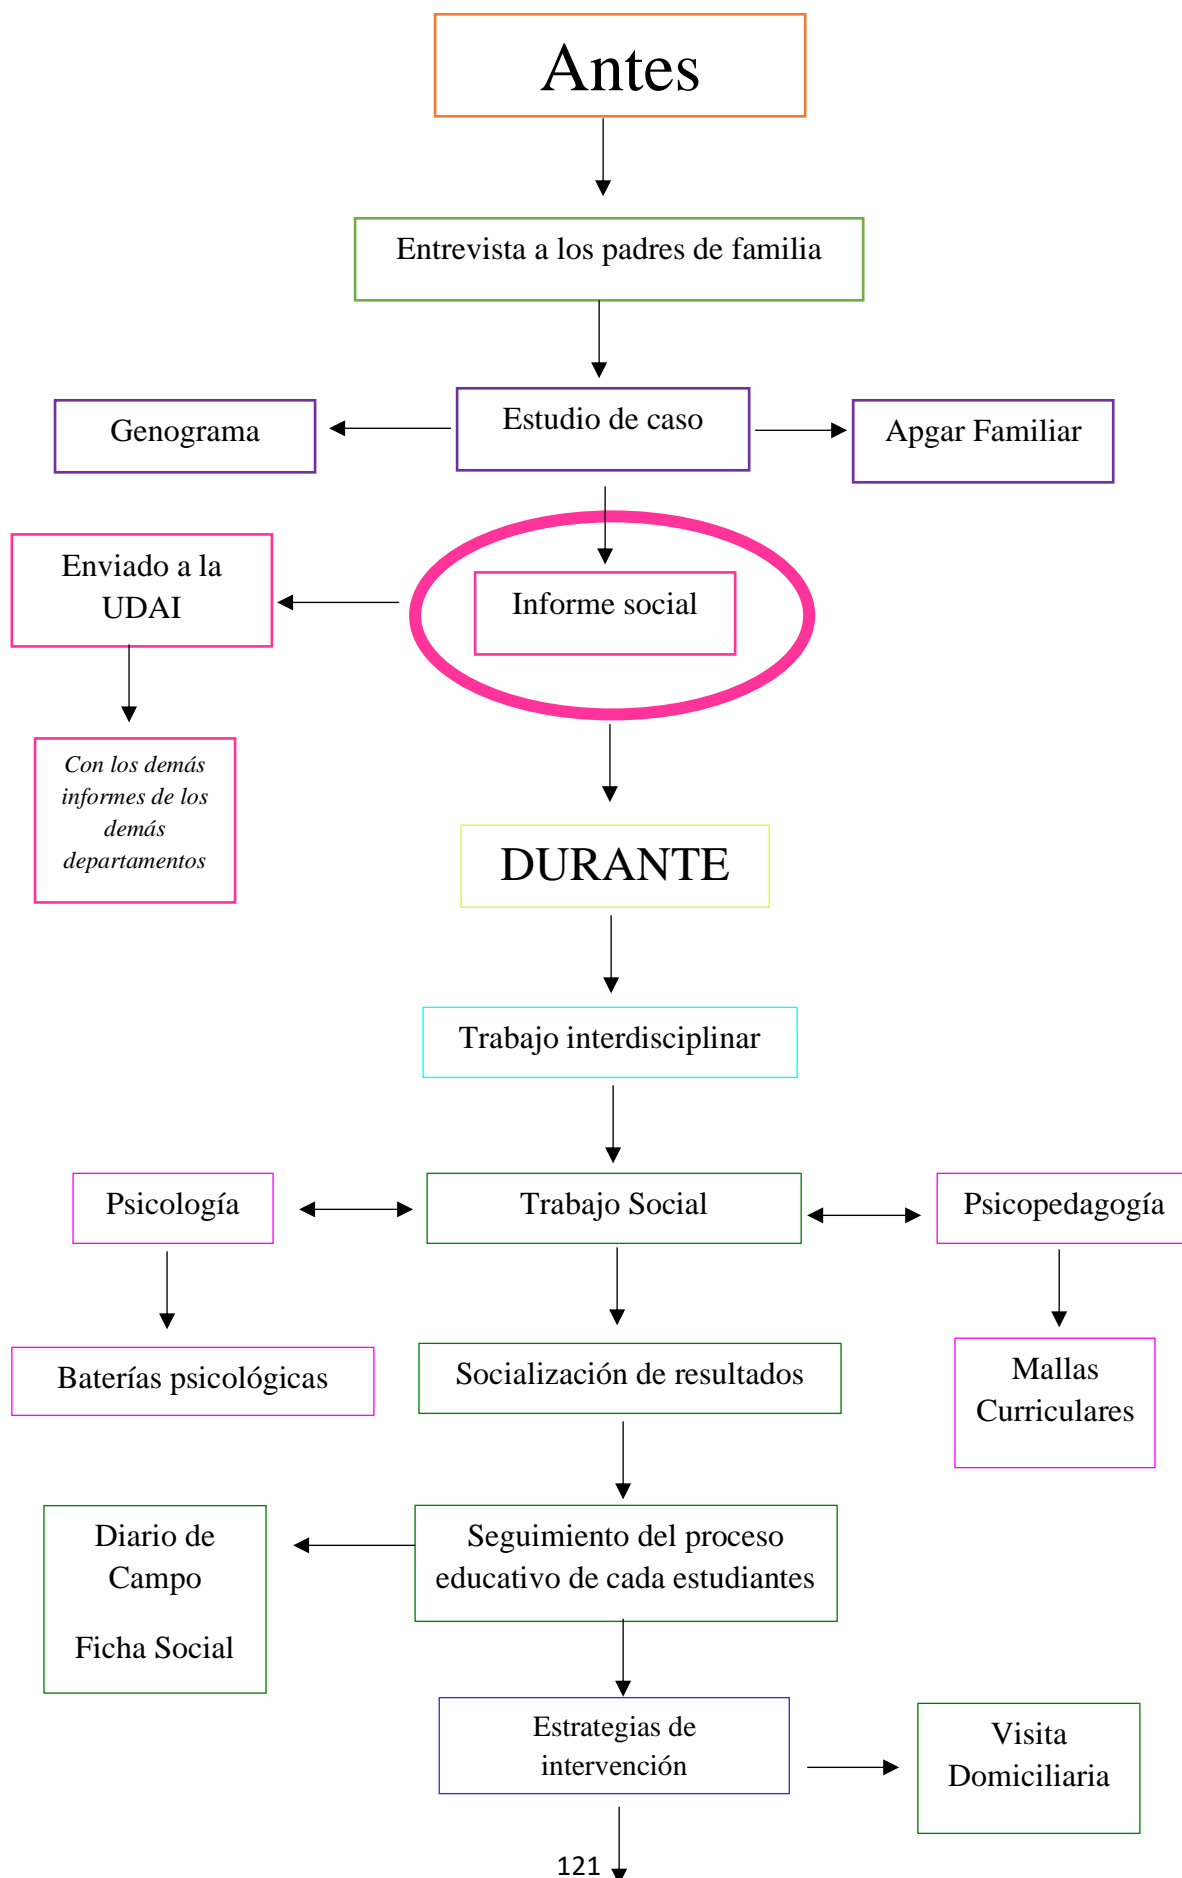 Antes
Entrevista a los padres de familia
Genograma
Estudio de caso
Apgar Familiar
Enviado a la
UDAI
Informe social
Con los demás
informes de los
demás
departamentos
DURANTE
Trabajo interdisciplinar
Psicología
Trabajo Social
Psicopedagogía
Baterías psicológicas
Socialización de resultados
Mallas
Curriculares
Diario de
Campo
Ficha Social
Seguimiento del proceso
educativo de cada estudiantes
Estrategias de
intervención
Visita
Domiciliaria
121